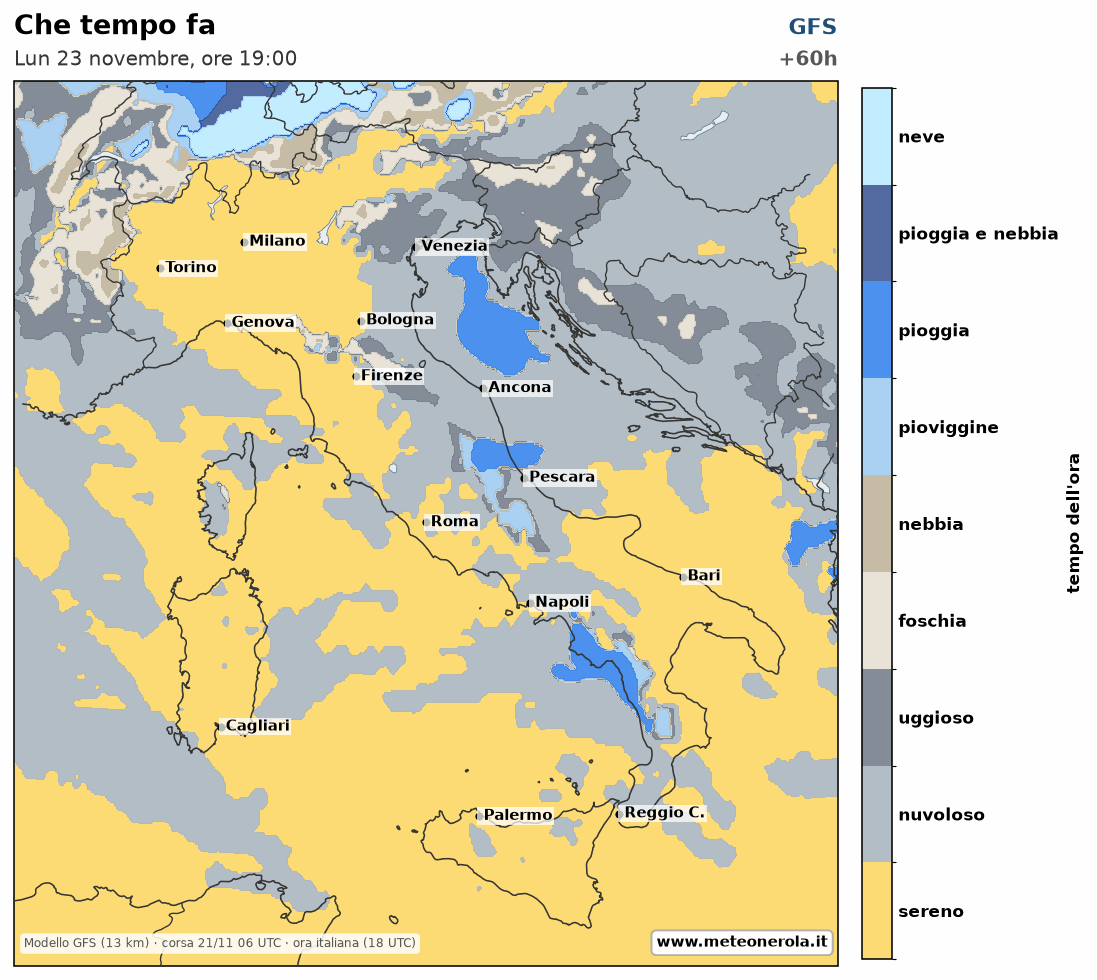 Che tempo fa
GFS
Lun 23 novembre, ore 19:00
+60h
neve
pioggia e nebbia
pioggia
pioviggine
nebbia
foschia
uggioso
nuvoloso
sereno
tempo dell'ora
Milano
Venezia
Torino
Genova
Bologna
Firenze
Ancona
Pescara
Roma
Bari
Napoli
Cagliari
Palermo
Reggio C.
Modello GFS (13 km) · corsa 21/11 06 UTC · ora italiana (18 UTC)
www.meteonerola.it